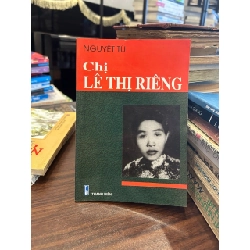 NGUYỆT TÚ
Chị
LÊ THỊ RIÊNG